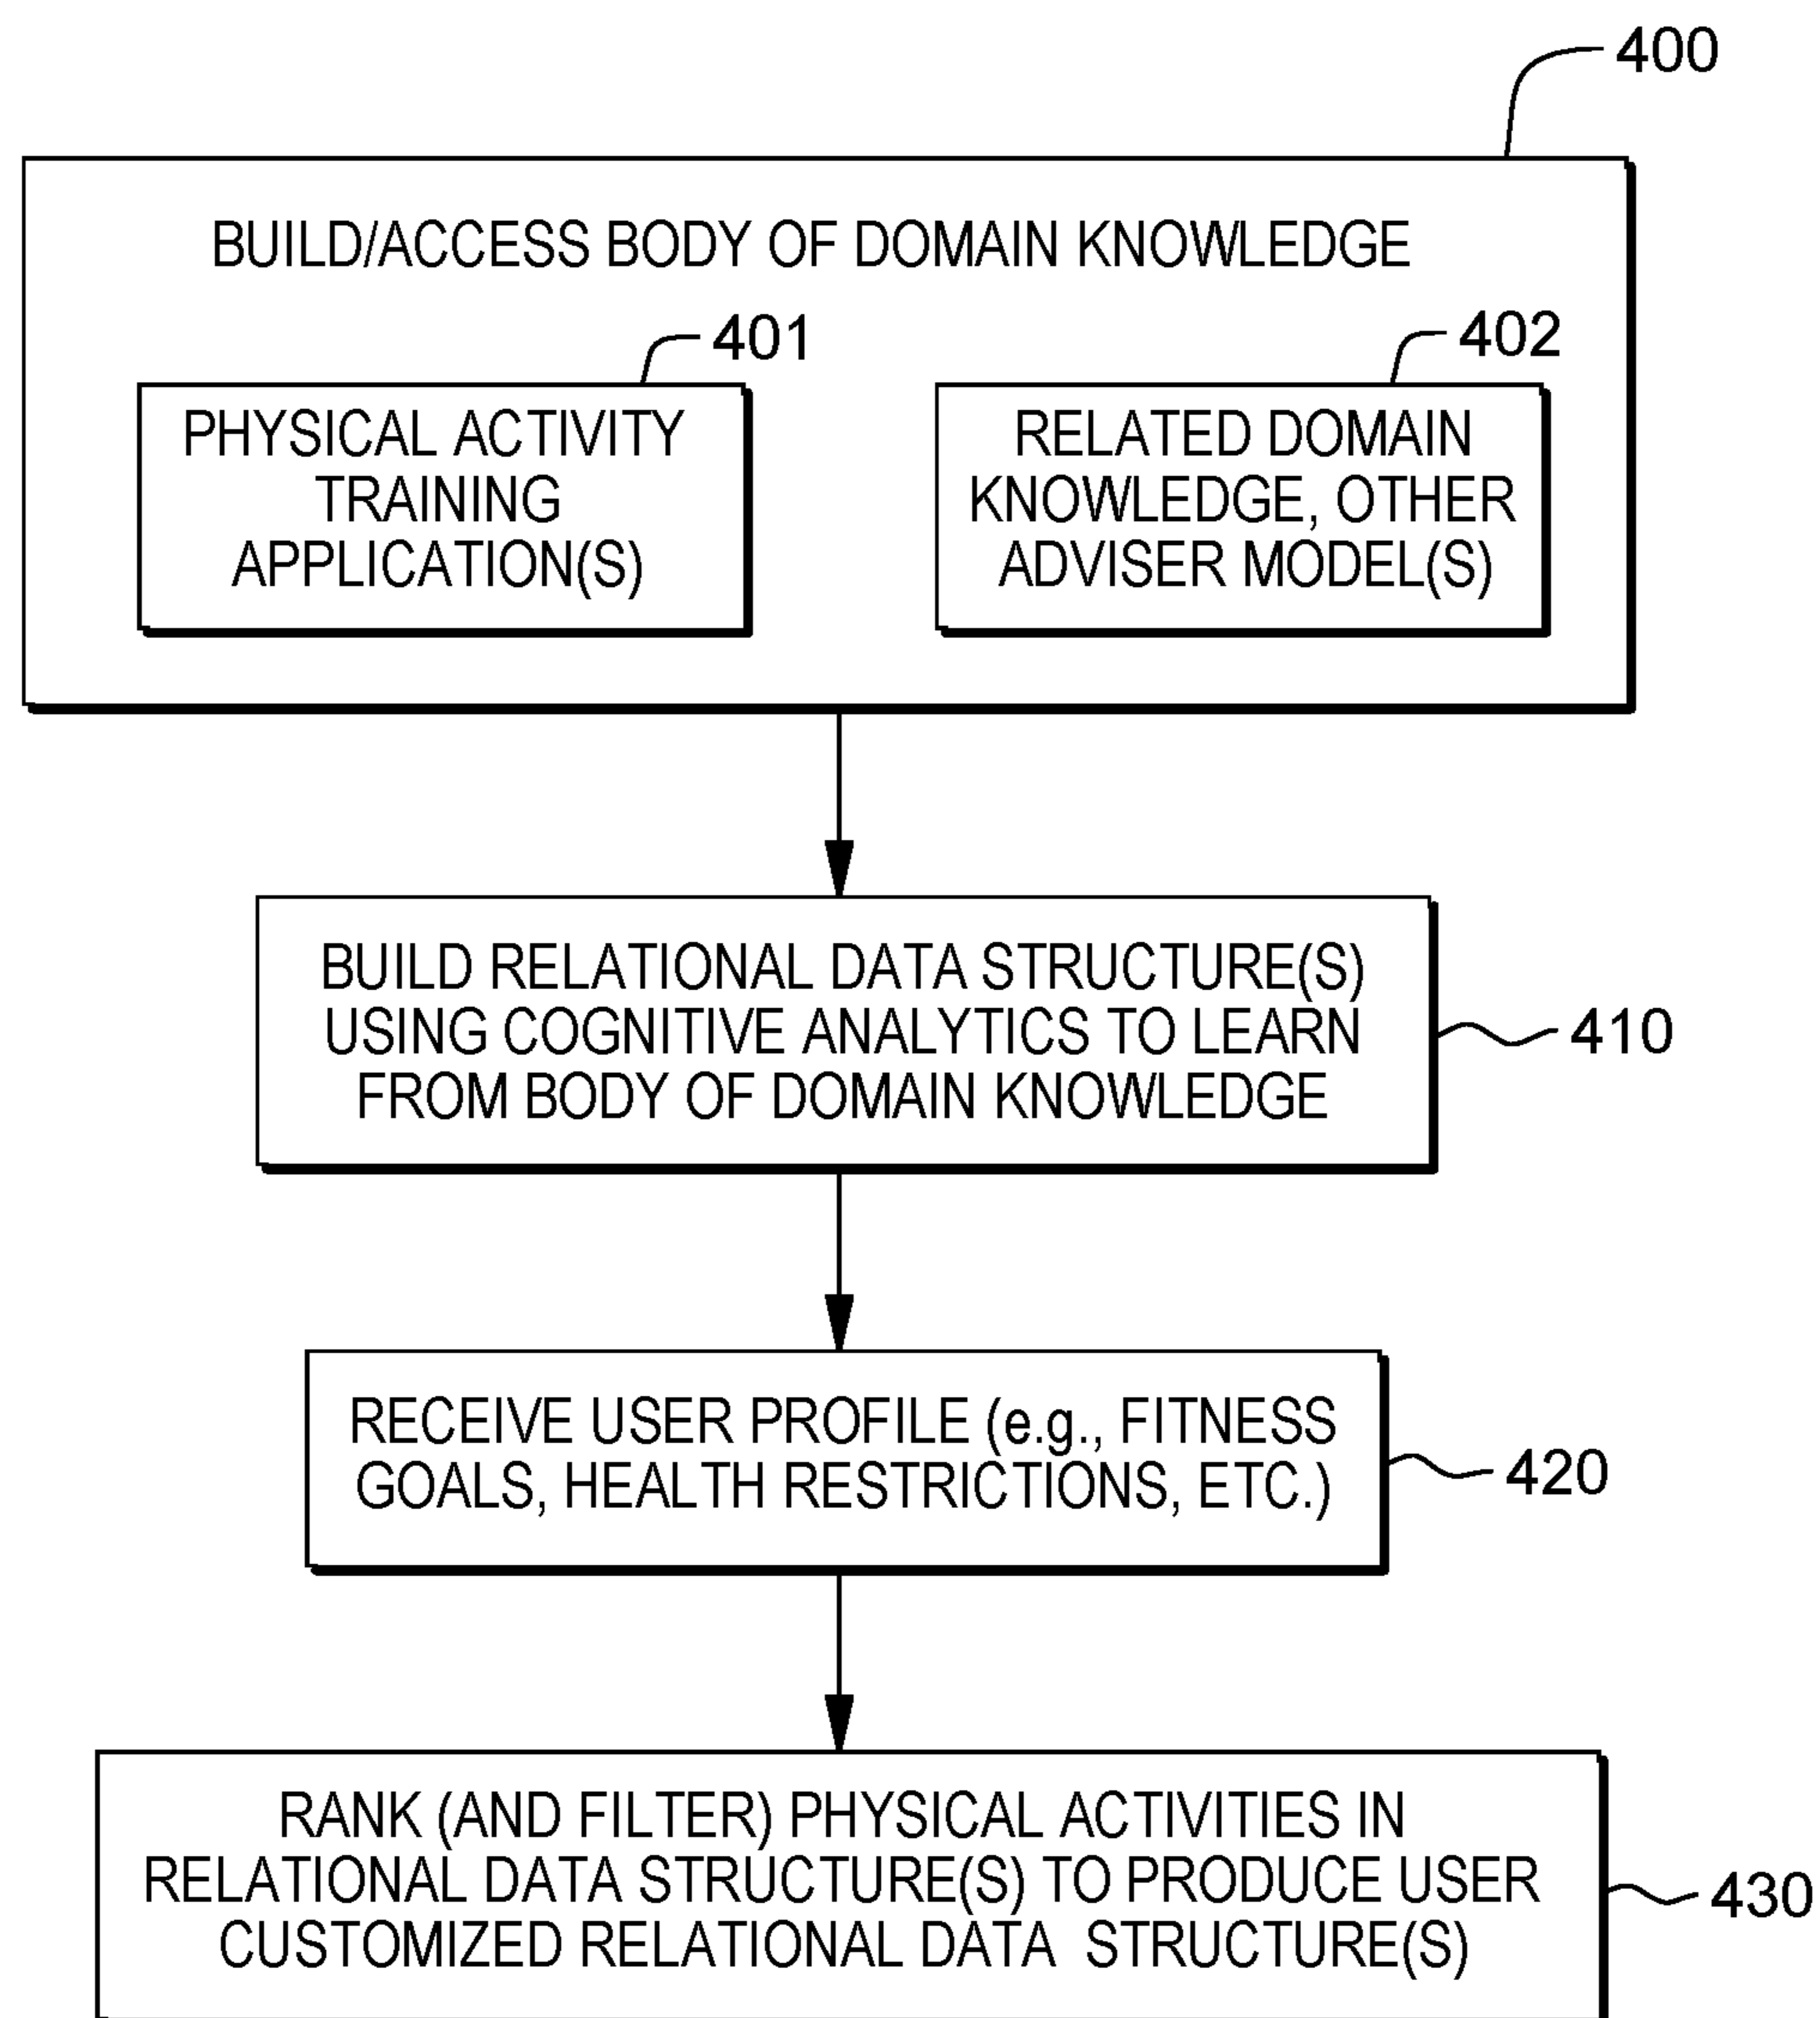 400
BUILD/ACCESS BODY OF DOMAIN KNOWLEDGE
401
PHYSICAL ACTIVITY
TRAINING
APPLICATION(S)
402
RELATED DOMAIN
KNOWLEDGE, OTHER
ADVISER MODEL(S)
BUILD RELATIONAL DATA STRUCTURE(S)
USING COGNITIVE ANALYTICS TO LEARN
FROM BODY OF DOMAIN KNOWLEDGE
410
RECEIVE USER PROFILE (e.g., FITNESS
GOALS, HEALTH RESTRICTIONS, ETC.)
420
RANK (AND FILTER) PHYSICAL ACTIVITIES IN
RELATIONAL DATA STRUCTURE(S) TO PRODUCE USER
CUSTOMIZED RELATIONAL DATA STRUCTURE(S)
430